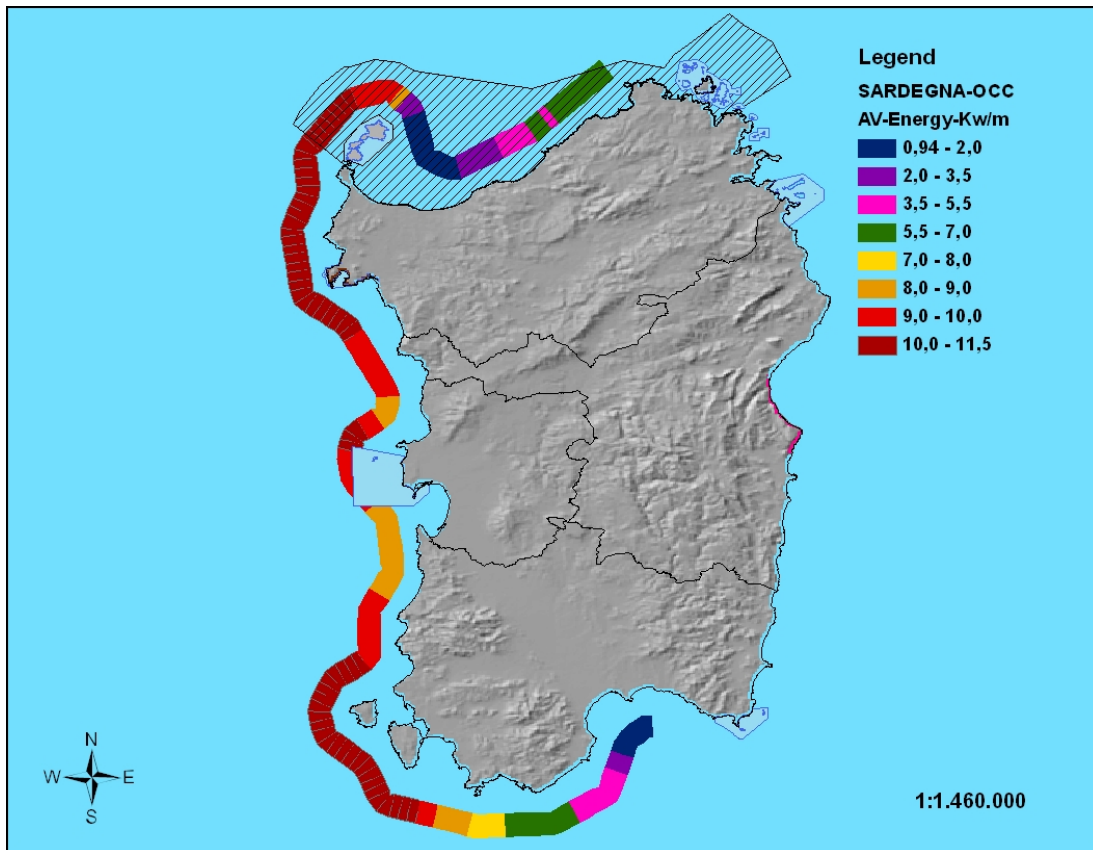 Legend
SARDEGNA-OCC
AV-Energy-Kw/m
0,94 - 2,0
2,0 - 3,5
3,5 - 5,5
5,5 - 7,0
7,0 - 8,0
8,0 - 9,0
9,0 - 10,0
10,0 - 11,5
N
W E
S
1:1.460.000